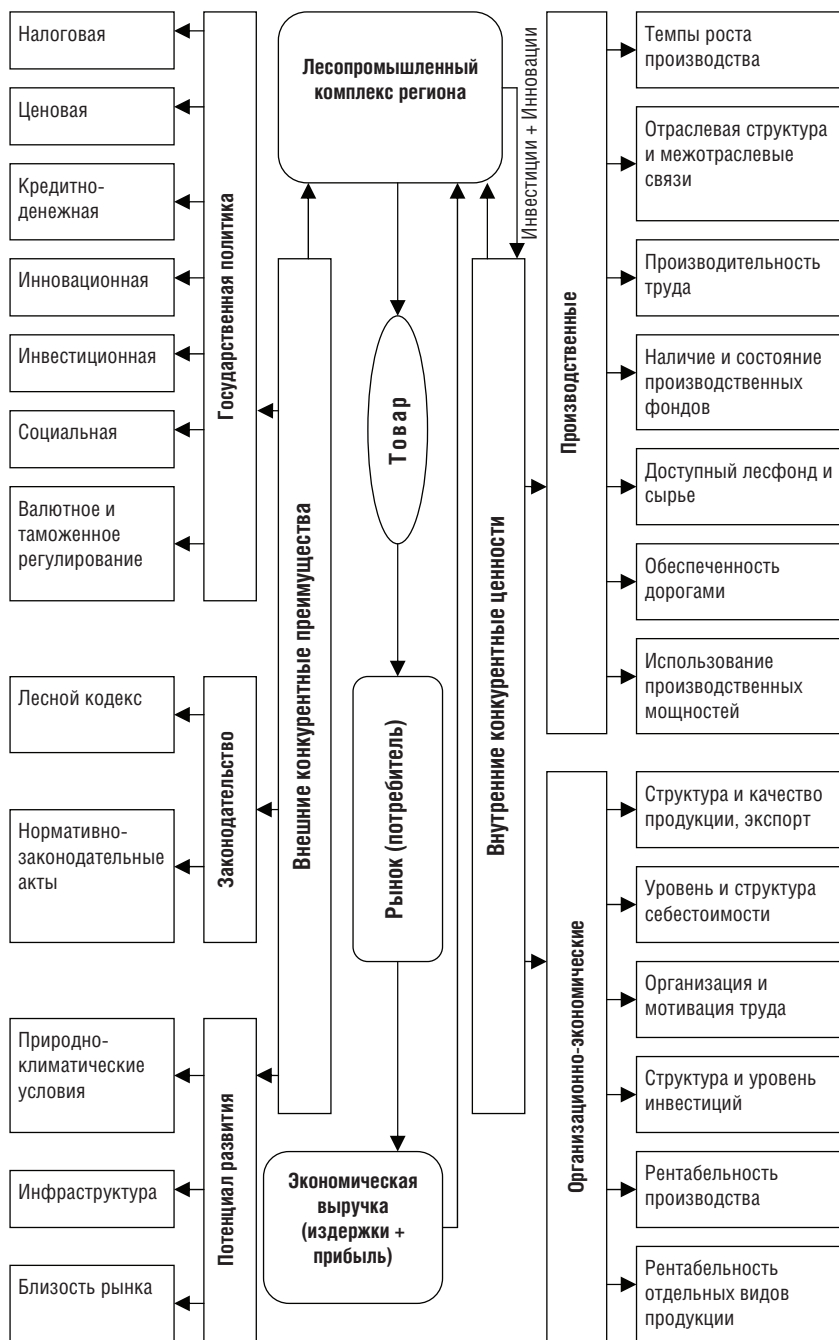 Налоговая
Ценовая
Кредитно-
денежная
Инновационная
Инвестиционная
Социальная
Валютное и
таможенное
регулирование
Государственная политика
Лесной кодекс
Нормативно-
законодательные
акты
Законодательство
Природно-
климатические
условия
Инфраструктура
Близость рынка
Потенциал развития
Внешние конкурентные преимущества
Лесопромышленный
комплекс региона
Товар
Рынок (потребитель)
Экономическая
выручка
(издержки +
прибыль)
Инвестиции + Инновации
Внутренние конкурентные ценности
Производственные
Темпы роста
производства
Отраслевая структура
и межотраслевые
связи
Производительность
труда
Наличие и состояние
производственных
фондов
Доступный лесфонд и
сырье
Обеспеченность
дорогами
Использование
производственных
мощностей
Организационно-экономические
Структура и качество
продукции, экспорт
Уровень и структура
себестоимости
Организация и
мотивация труда
Структура и уровень
инвестиций
Рентабельность
производства
Рентабельность
отдельных видов
продукции